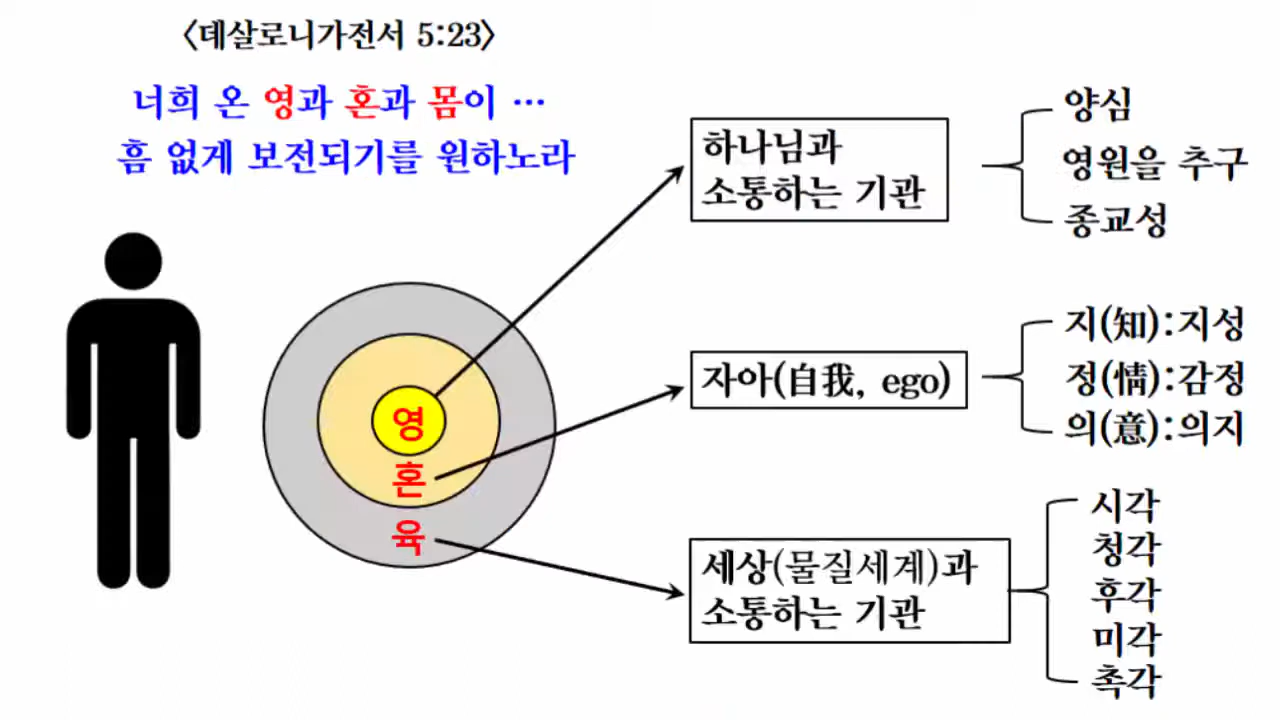 〈데살로니가전서 5:23〉
너희 온 영과 혼과 몸이 …
흠 없게 보전되기를 원하노라
영
혼
육
하나님과
소통하는 기관
양심
영원을 추구
종교성
자아(自我, ego)
지(知):지성
정(情):감정
의(意):의지
세상(물질세계)과
소통하는 기관
시각
청각
후각
미각
촉각